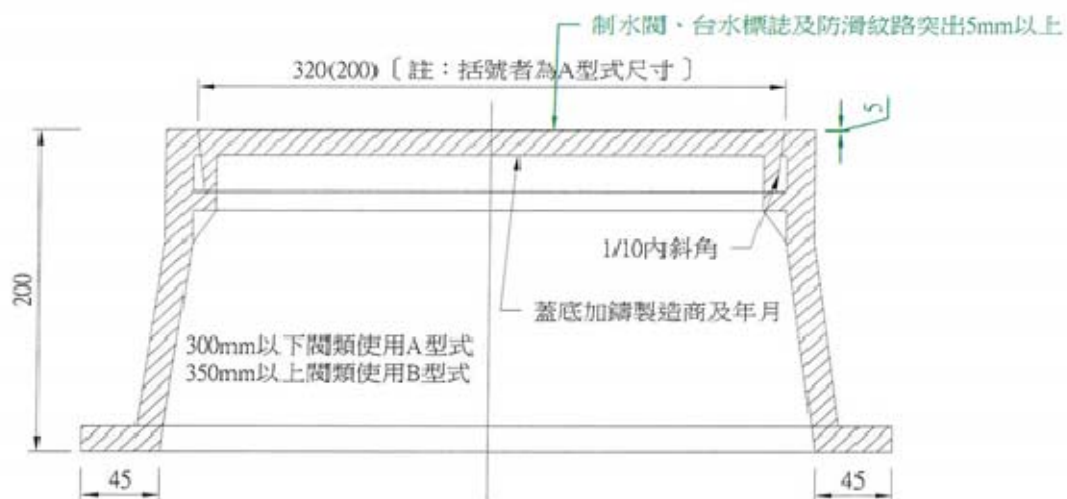 制水閥、台水標誌及防滑紋路突出5mm以上
320(200)〔註：括號者為A型式尺寸〕
5
200
1/10內斜角
蓋底加鑄製造商及年月
300mm以下閥類使用A型式
350mm以上閥類使用B型式
45
45